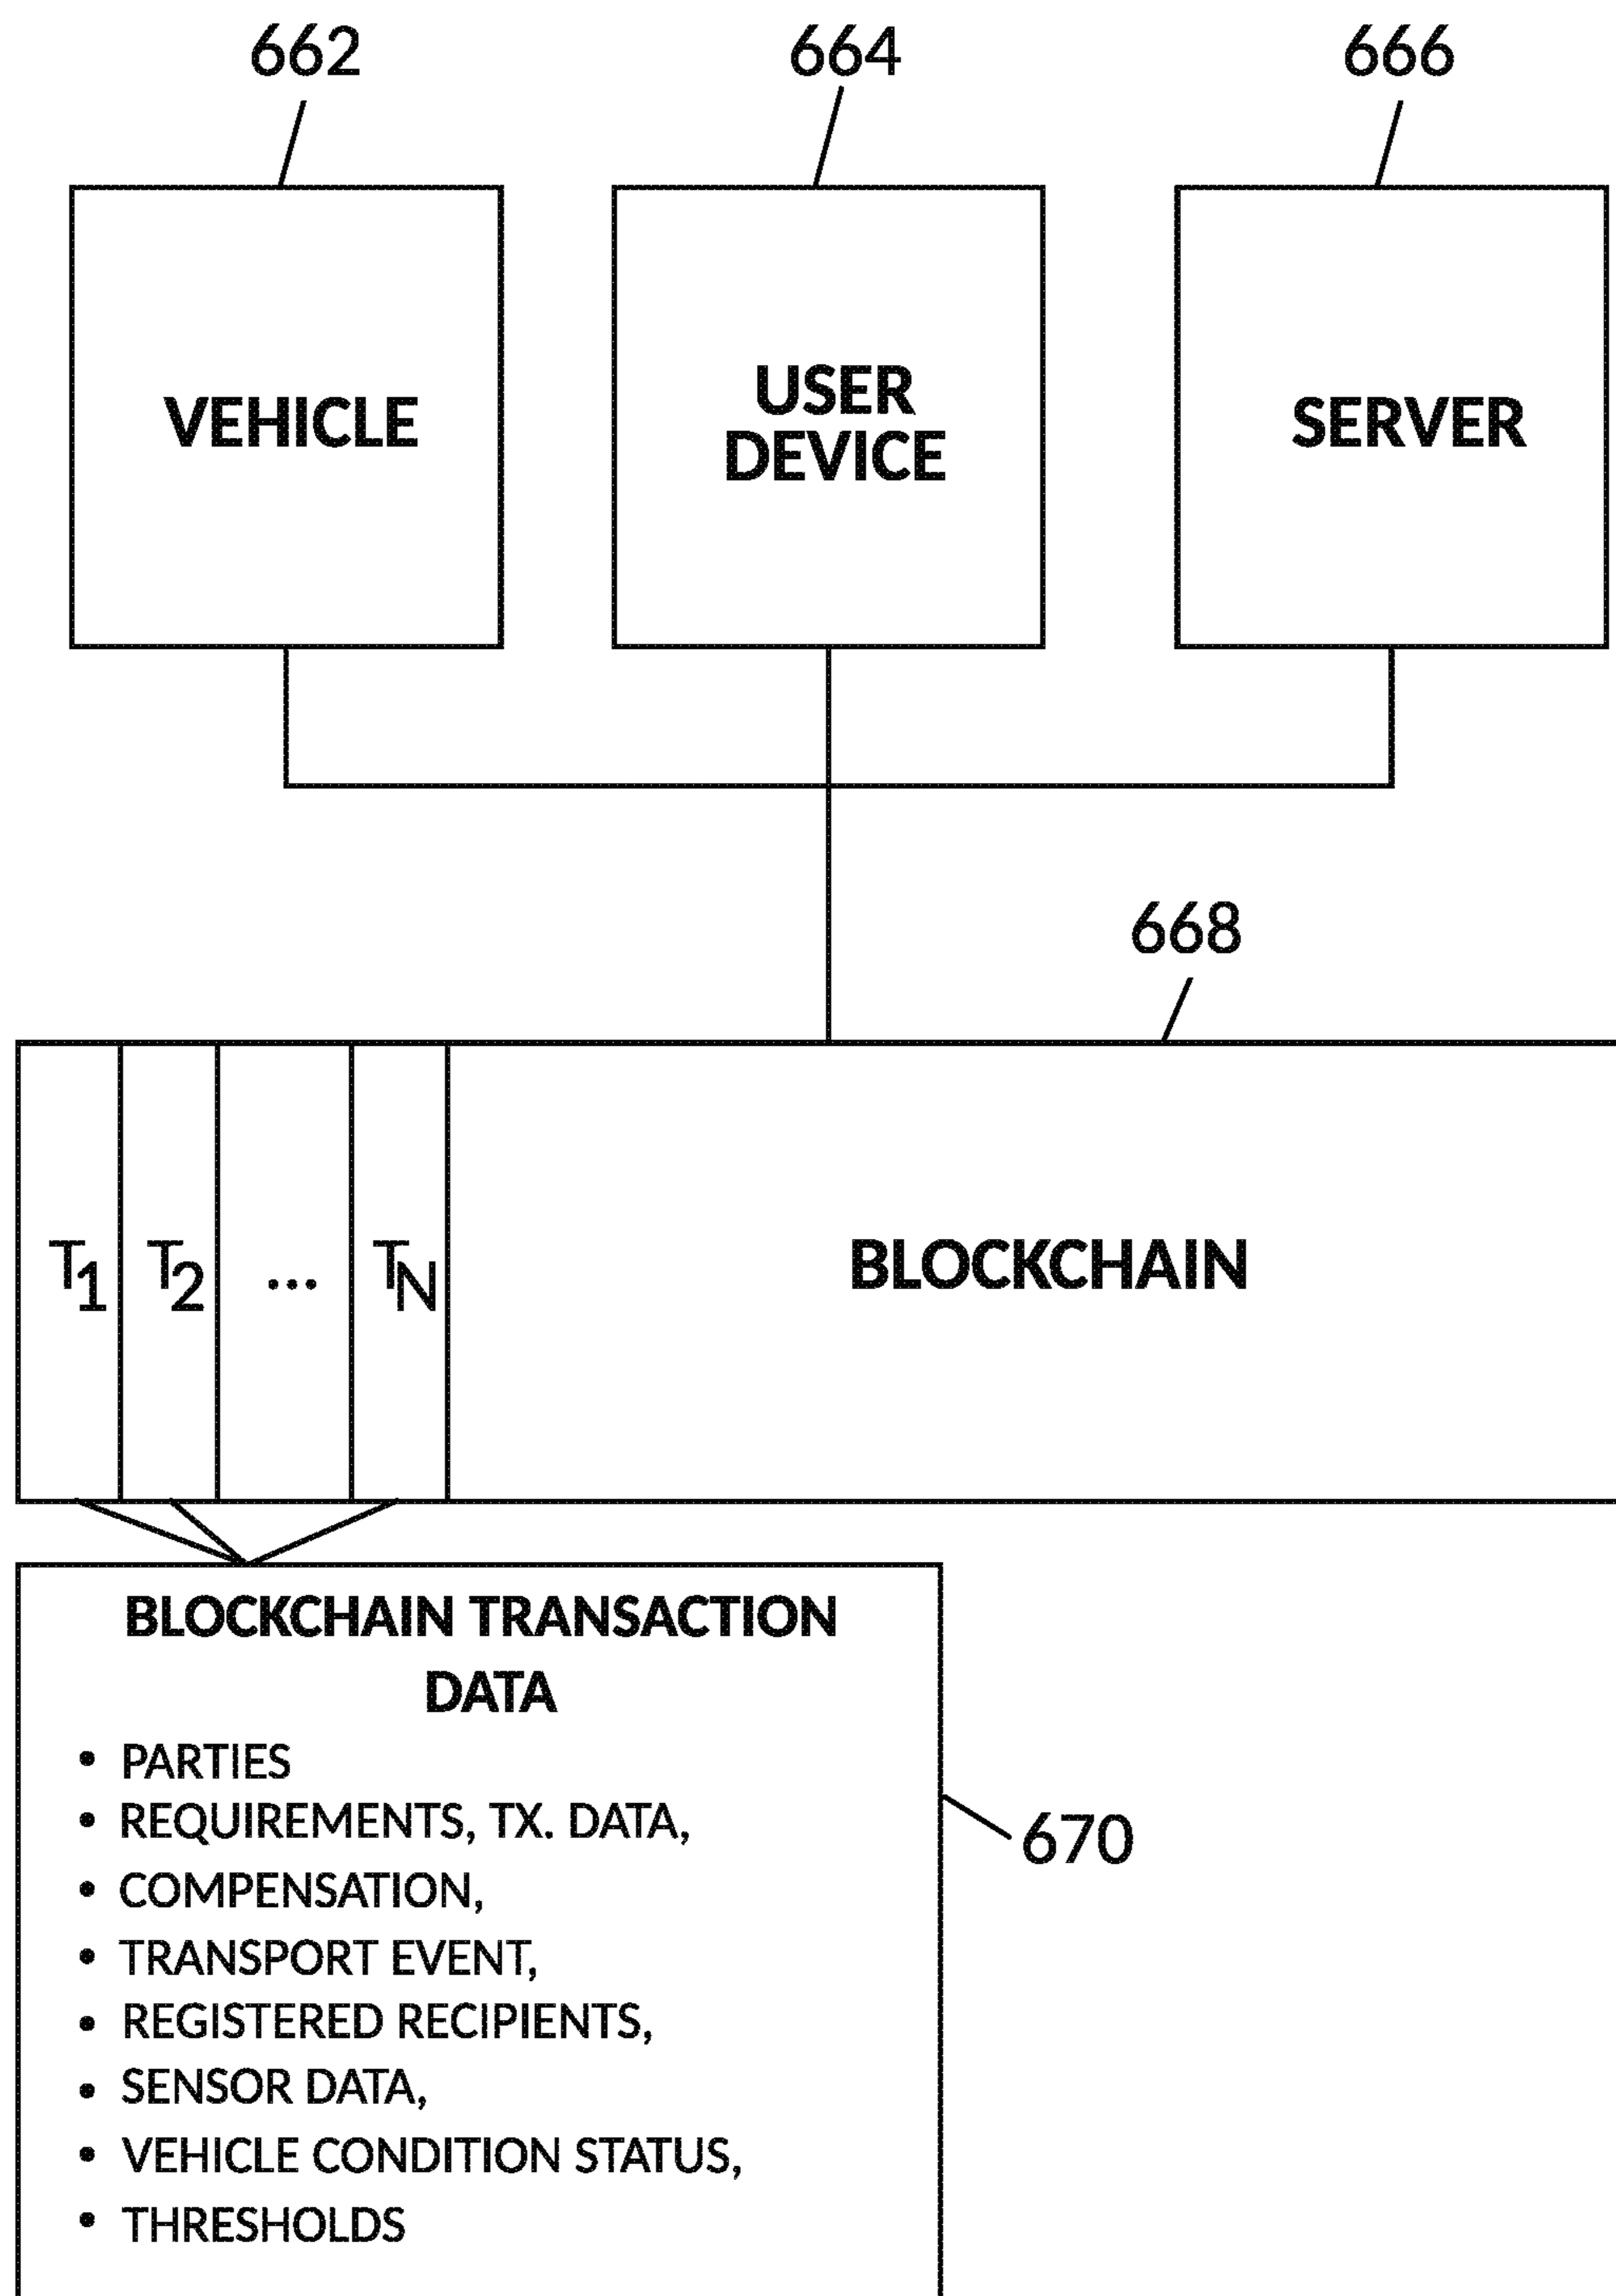 662 664 666
VEHICLE
USER
DEVICE
SERVER
668
T1 T2 ... TN BLOCKCHAIN
BLOCKCHAIN TRANSACTION
DATA
• PARTIES
• REQUIREMENTS, TX. DATA,
• COMPENSATION,
• TRANSPORT EVENT,
• REGISTERED RECIPIENTS,
• SENSOR DATA,
• VEHICLE CONDITION STATUS,
• THRESHOLDS
670